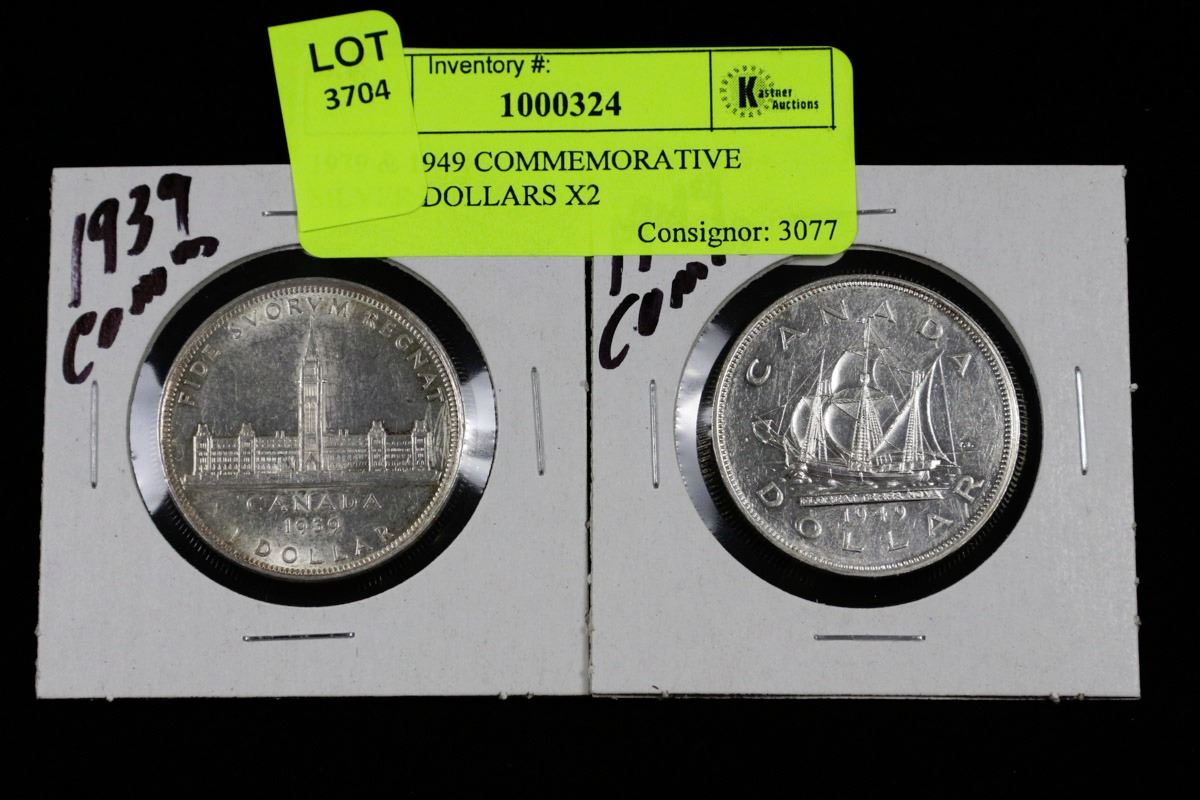 LOT
3704
Inventory #:
1000324
Kastner
Auctions
949 COMMEMORATIVE
DOLLARS X2
Consignor: 3077
1939
Comm
FIDE SVORVM REGNAT
CANADA
1939
1 DOLLAR
Comm
CANADA
1949
DOLLAR